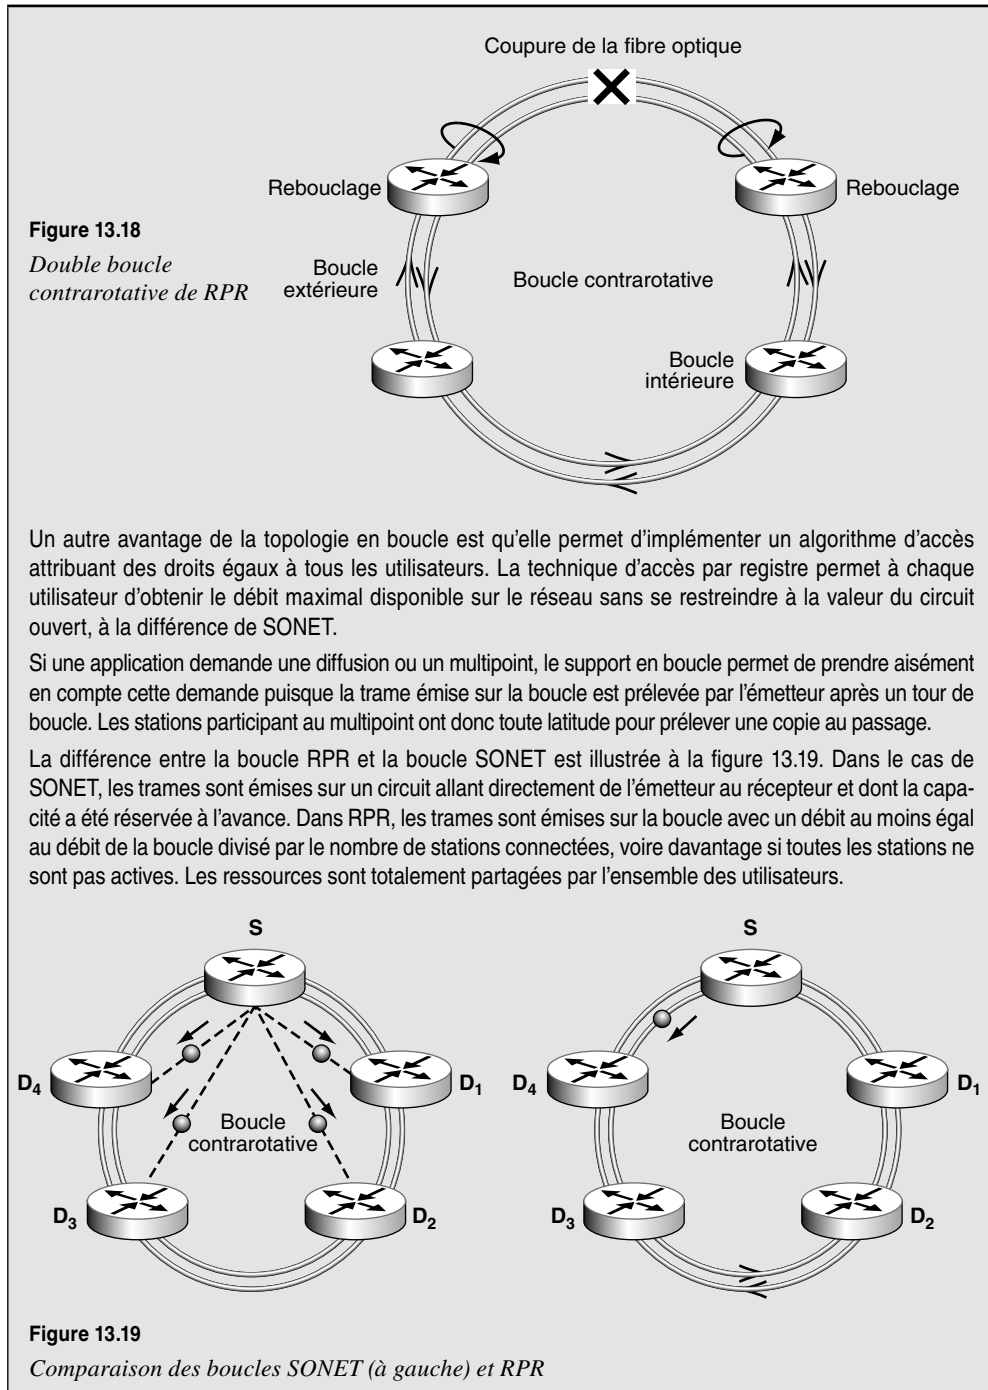 Coupure de la fibre optique
Rebouclage
Rebouclage
Figure 13.18
Double boucle
contrarotative de RPR
Boucle
extérieure
Boucle contrarotative
Boucle
intérieure
Un autre avantage de la topologie en boucle est qu'elle permet d'implémenter un algorithme d'accès
attribuant des droits égaux à tous les utilisateurs. La technique d'accès par registre permet à chaque
utilisateur d'obtenir le débit maximal disponible sur le réseau sans se restreindre à la valeur du circuit
ouvert, à la différence de SONET.
Si une application demande une diffusion ou un multipoint, le support en boucle permet de prendre aisément
en compte cette demande puisque la trame émise sur la boucle est prélevée par l'émetteur après un tour de
boucle. Les stations participant au multipoint ont donc toute latitude pour prélever une copie au passage.
La différence entre la boucle RPR et la boucle SONET est illustrée à la figure 13.19. Dans le cas de
SONET, les trames sont émises sur un circuit allant directement de l'émetteur au récepteur et dont la capa-
cité a été réservée à l'avance. Dans RPR, les trames sont émises sur la boucle avec un débit au moins égal
au débit de la boucle divisé par le nombre de stations connectées, voire davantage si toutes les stations ne
sont pas actives. Les ressources sont totalement partagées par l'ensemble des utilisateurs.
S
D4
D1
Boucle
contrarotative
D3
D2
S
D4
D1
Boucle
contrarotative
D3
D2
Figure 13.19
Comparaison des boucles SONET (à gauche) et RPR